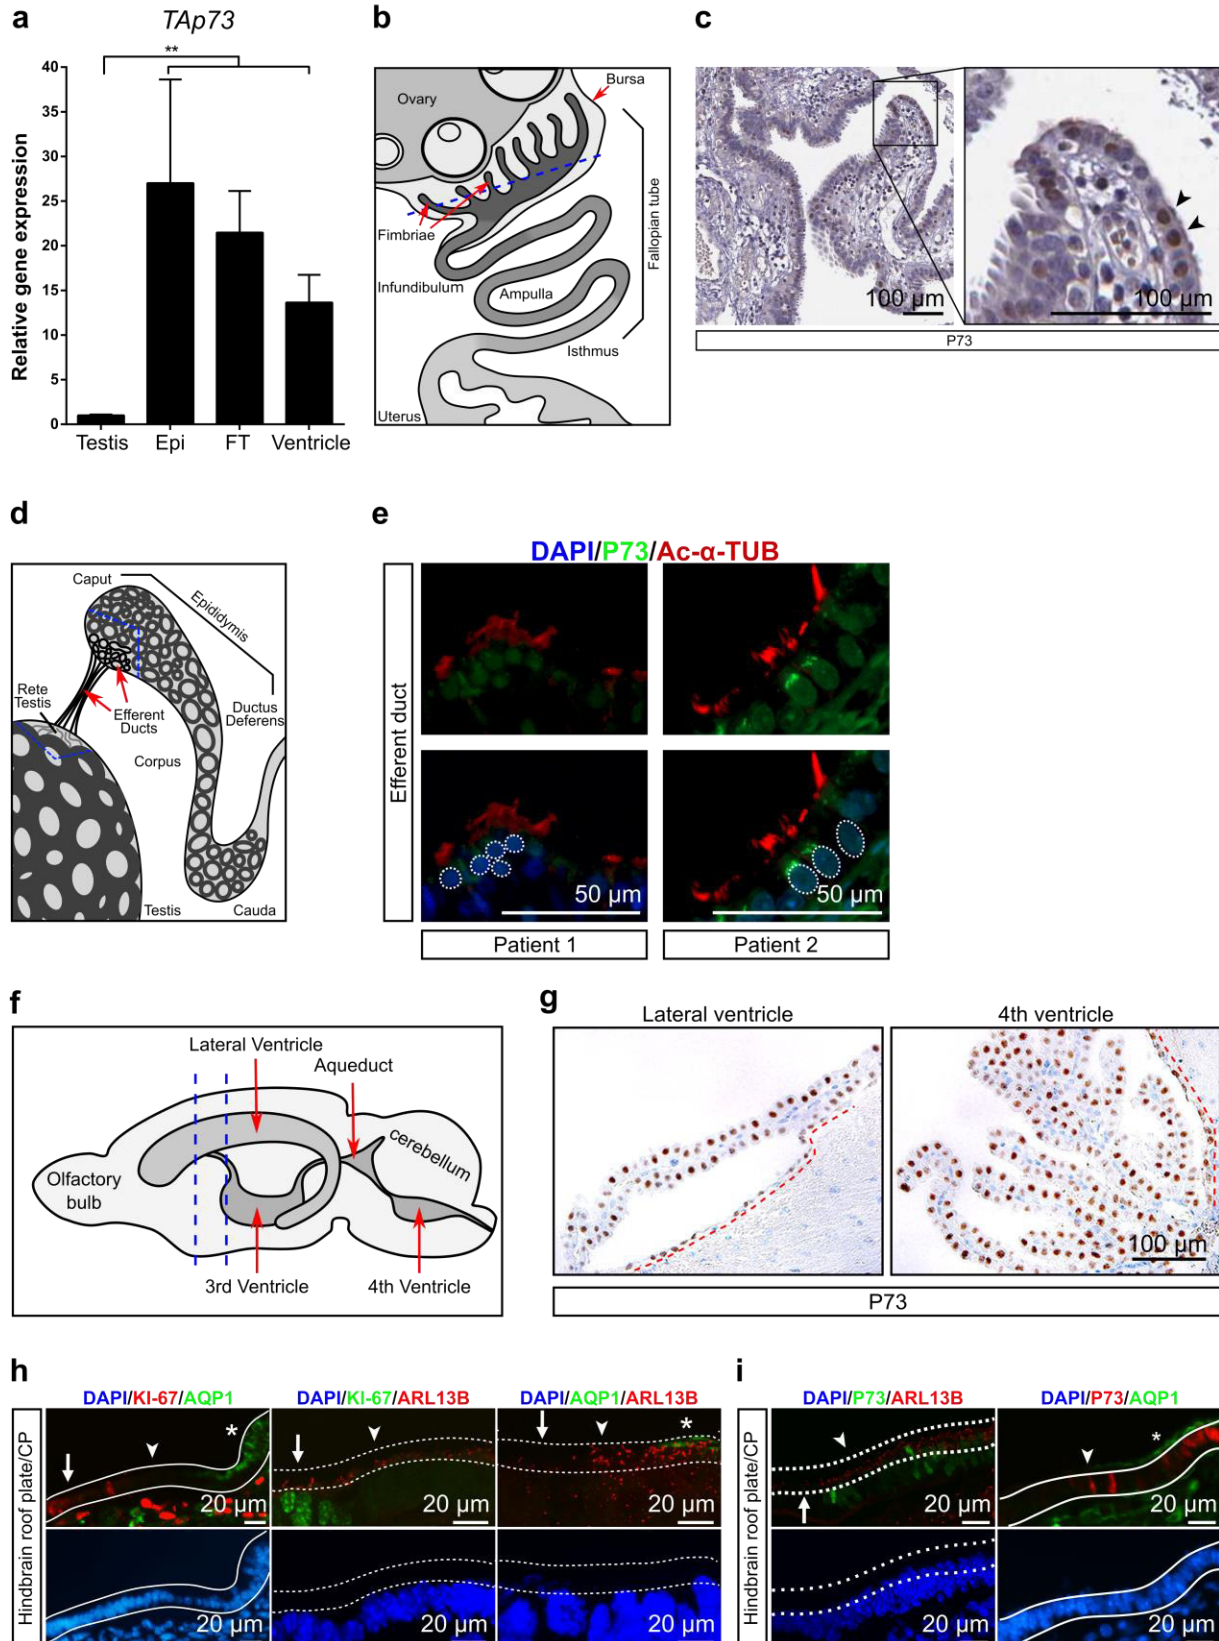 a
TAp73
**
Relative gene expression
40
35
30
25
20
15
10
5
0
Testis Epi FT Ventricle
b
Bursa
Ovary
Fimbriae
Infundibulum
Ampulla
Isthmus
Uterus
Fallopian tube
c
100 μm
100 μm
P73
d
Caput
Epididymis
Rete
Testis
Efferent
Ducts
Ductus
Deferens
Corpus
Testis
Cauda
e
DAPI/P73/Ac-α-TUB
Efferent duct
50 μm
50 μm
Patient 1
Patient 2
f
Lateral Ventricle
Aqueduct
cerebellum
Olfactory
bulb
3rd Ventricle
4th Ventricle
g
Lateral ventricle
4th ventricle
100 μm
P73
h
DAPI/KI-67/AQP1
DAPI/KI-67/ARL13B
DAPI/AQP1/ARL13B
Hindbrain roof plate/CP
*
*
20 μm
20 μm
20 μm
20 μm
20 μm
20 μm
i
DAPI/P73/ARL13B
DAPI/P73/AQP1
Hindbrain roof plate/CP
*
20 μm
20 μm
20 μm
20 μm